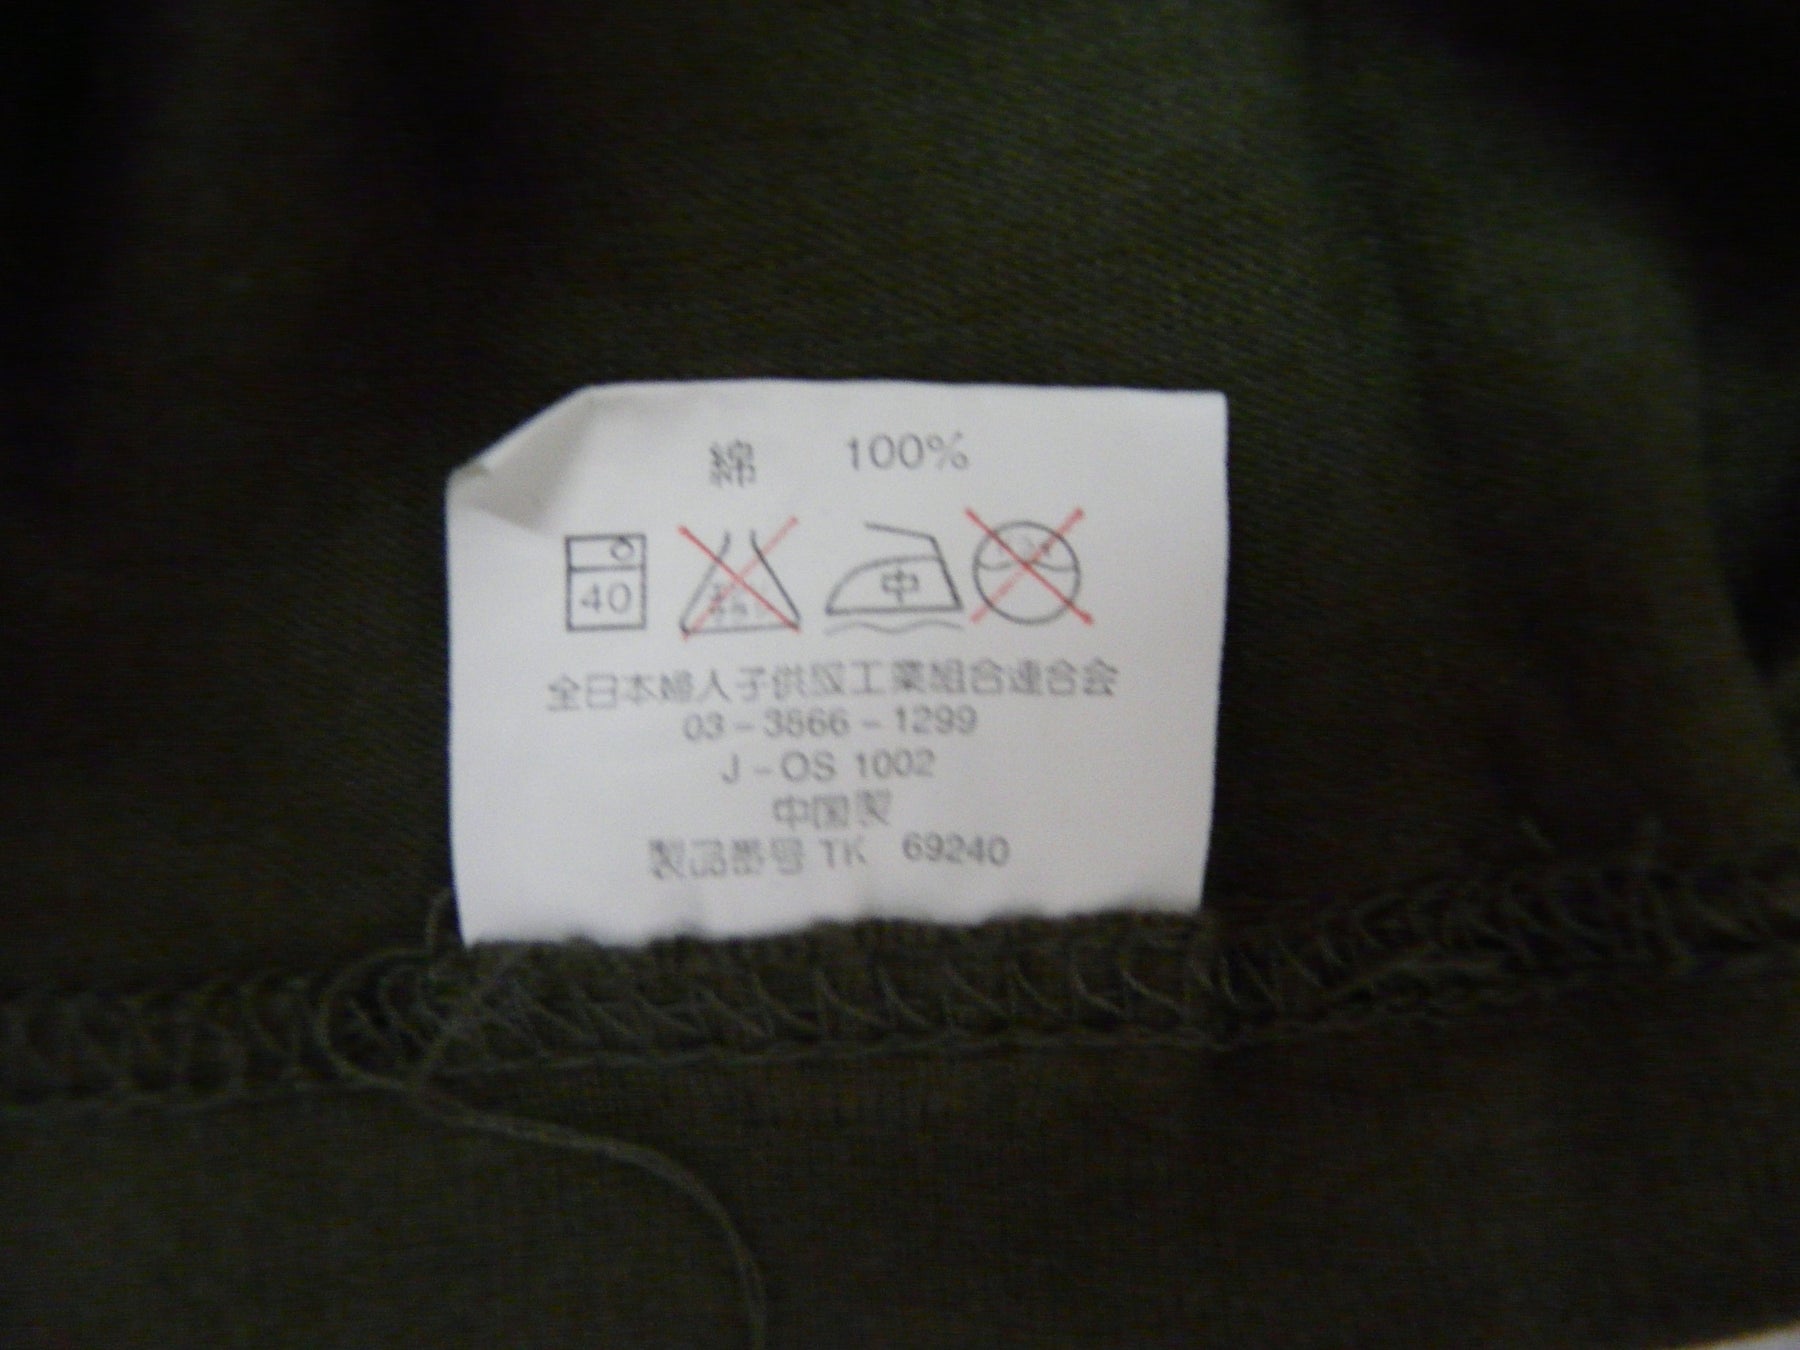 綿 100%
40 中
全日本婦人子供服工業組合連合会
03-3866-1299
J-OS 1002
中国製
製品番号 TK 69240